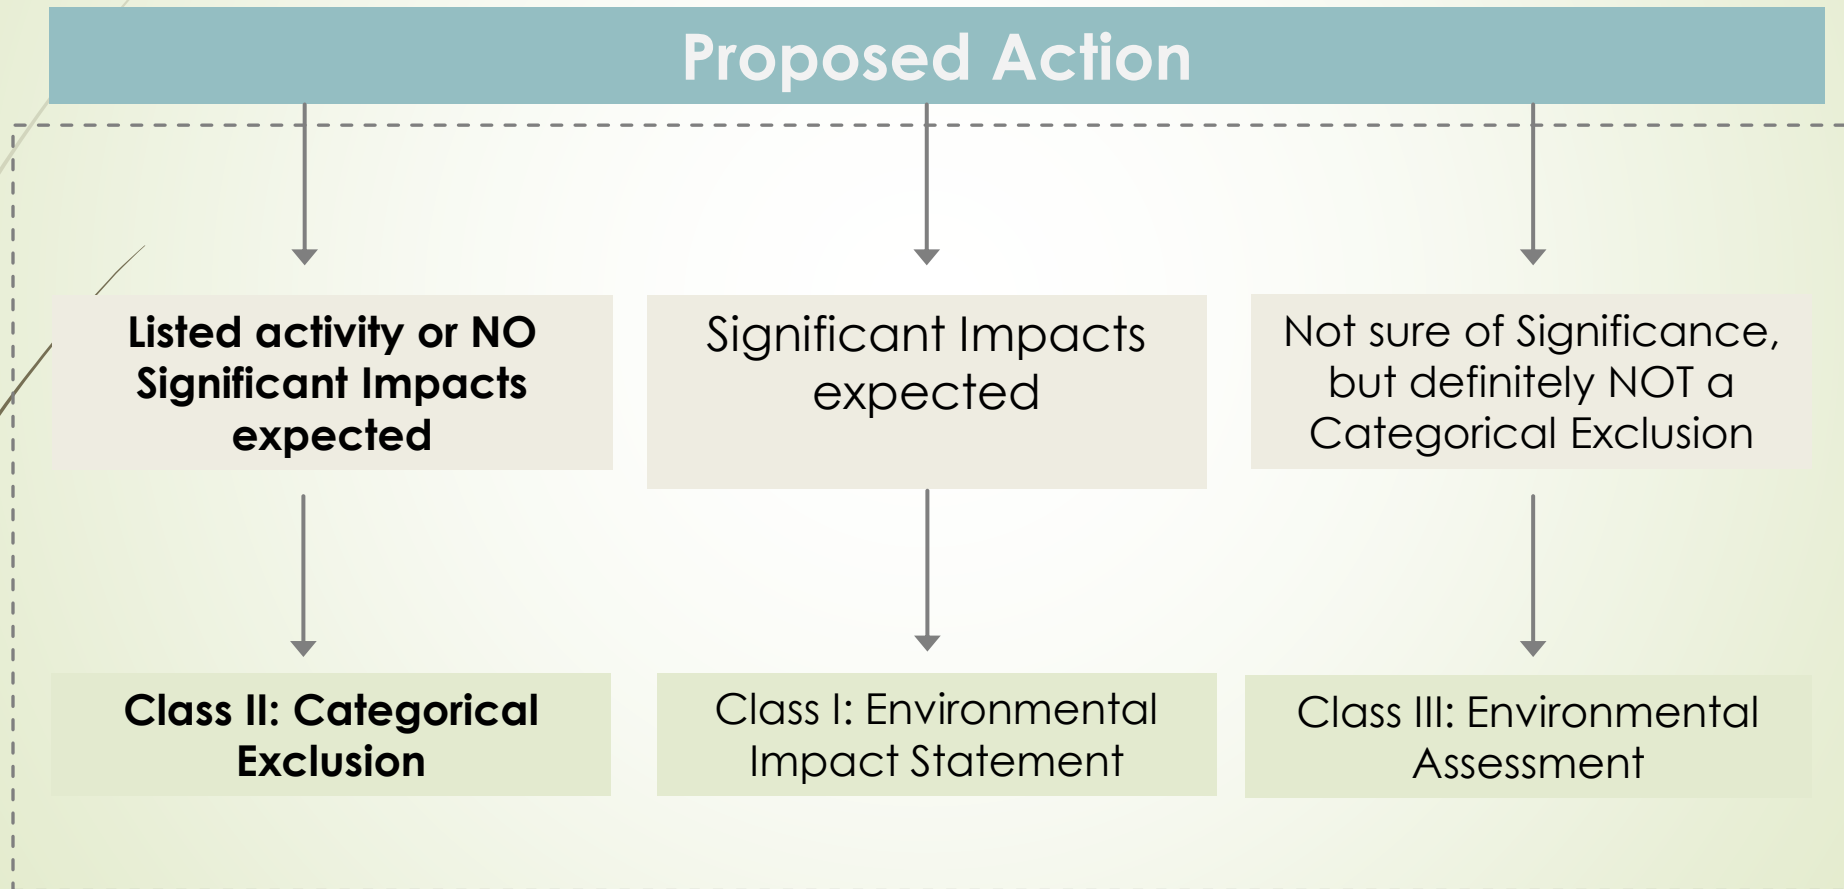 Proposed Action
Listed activity or NO
Significant Impacts
expected
Significant Impacts
expected
Not sure of Significance,
but definitely NOT a
Categorical Exclusion
Class II: Categorical
Exclusion
Class I: Environmental
Impact Statement
Class III: Environmental
Assessment